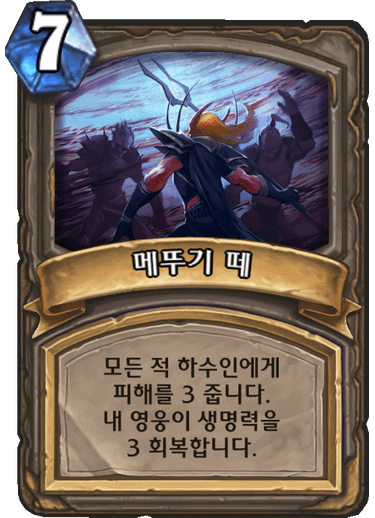 7
메뚜기 떼
모든 적 하수인에게
피해를 3 줍니다.
내 영웅이 생명력을
3 회복합니다.